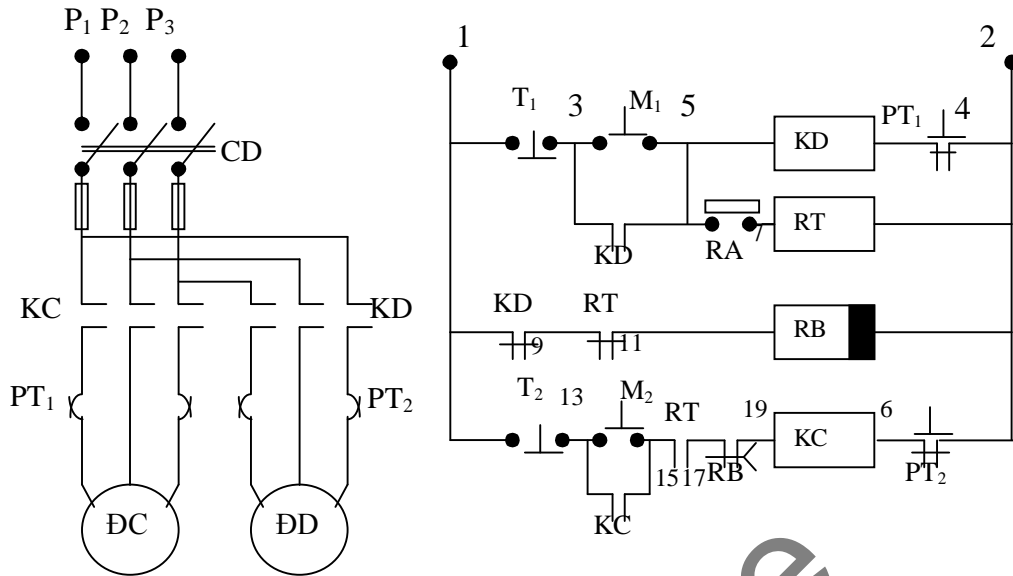 P₁ P₂ P₃
CD
KC KD
PT₁ PT₂
ĐC ĐD
1 2
T₁ 3 M₁ 5 KD PT₁ 4
KD RA 7 RT
KD 9 RT 11 RB
T₂ 13 M₂ RT 19 KC 6
15 17 RB PT₂
KC